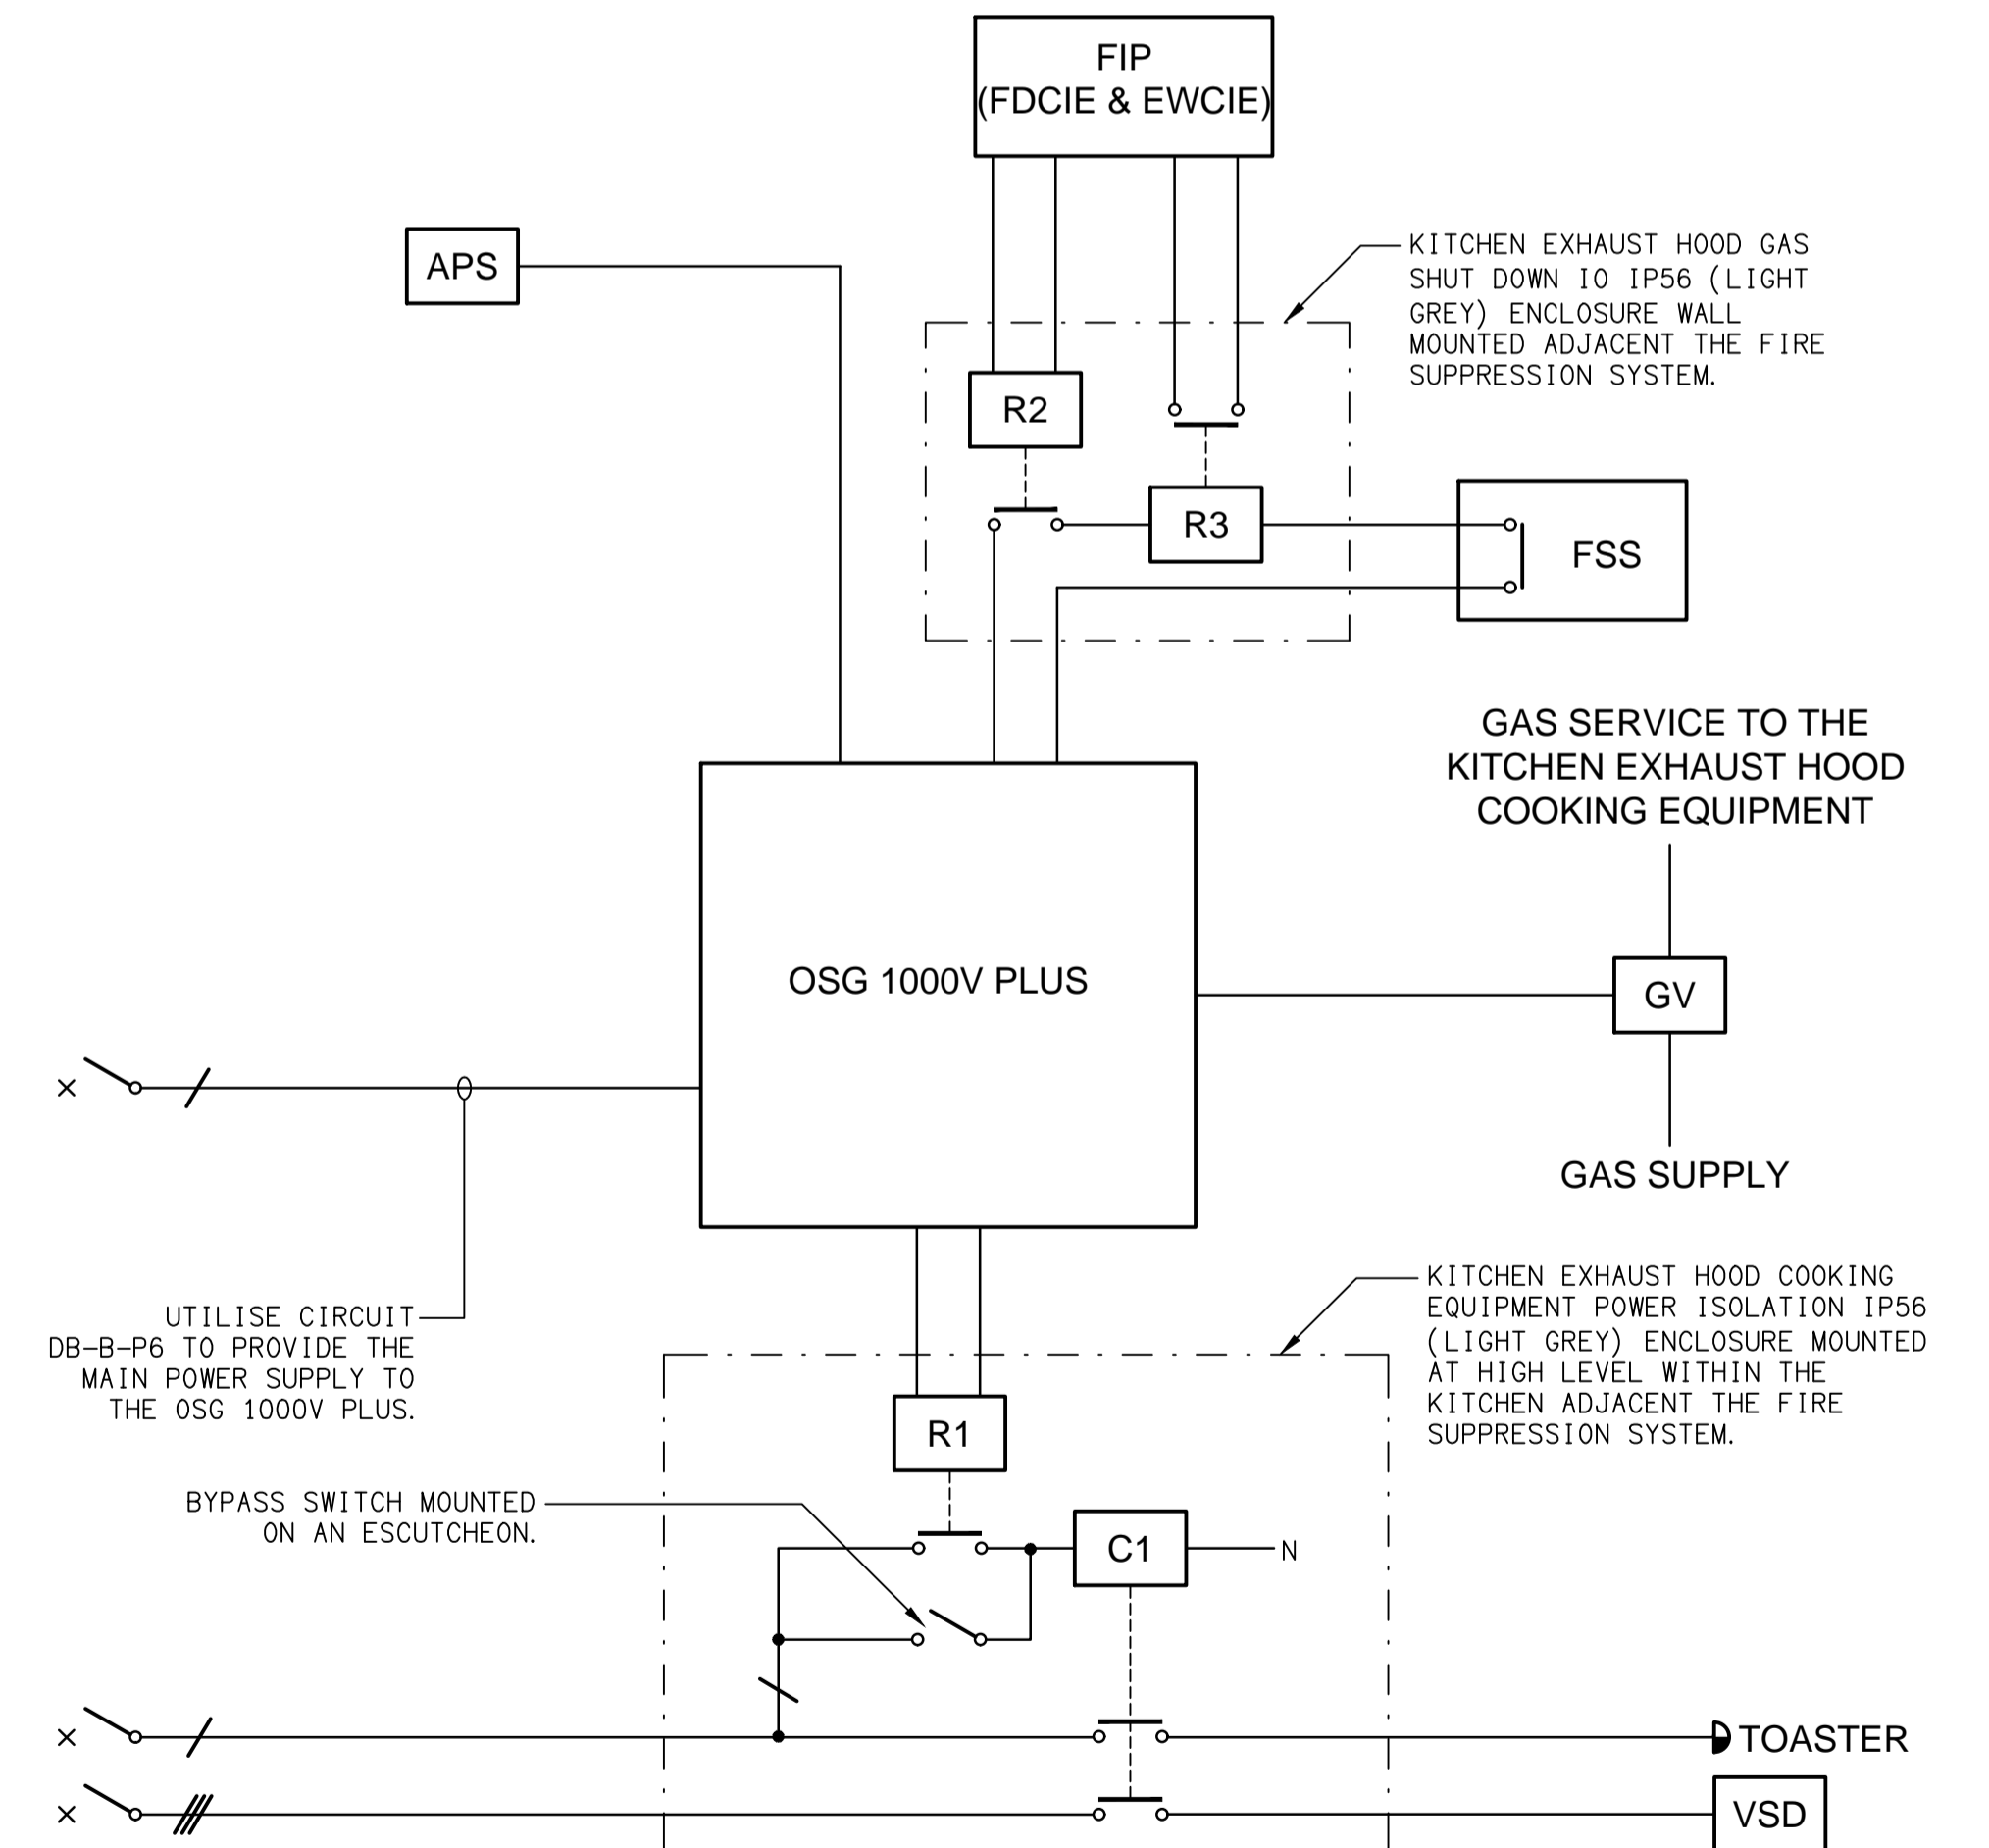 FIP
(FDCIE & EWCIE)
APS
KITCHEN EXHAUST HOOD GAS
SHUT DOWN IO IP56 (LIGHT
GREY) ENCLOSURE WALL
MOUNTED ADJACENT THE FIRE
SUPPRESSION SYSTEM.
R2
R3
FSS
GAS SERVICE TO THE
KITCHEN EXHAUST HOOD
COOKING EQUIPMENT
OSG 1000V PLUS
GV
GAS SUPPLY
UTILISE CIRCUIT
DB-B-P6 TO PROVIDE THE
MAIN POWER SUPPLY TO
THE OSG 1000V PLUS.
KITCHEN EXHAUST HOOD COOKING
EQUIPMENT POWER ISOLATION IP56
(LIGHT GREY) ENCLOSURE MOUNTED
AT HIGH LEVEL WITHIN THE
KITCHEN ADJACENT THE FIRE
SUPPRESSION SYSTEM.
R1
BYPASS SWITCH MOUNTED
ON AN ESCUTCHEON.
C1
N
TOASTER
VSD